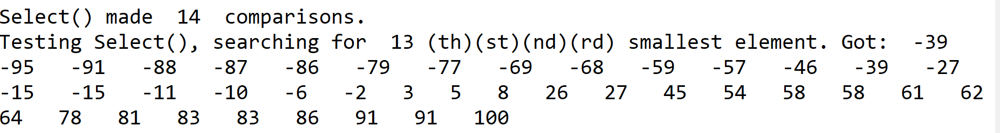 Select() made  14  comparisons.
Testing Select(), searching for  13 (th)(st)(nd)(rd) smallest element. Got:  -39
-95   -91   -88   -87   -86   -79   -77   -69   -68   -59   -57   -46   -39   -27
-15   -15   -11   -10   -6   -2   3   5   8   26   27   45   54   58   58   61   62
64   78   81   83   83   86   91   91   100